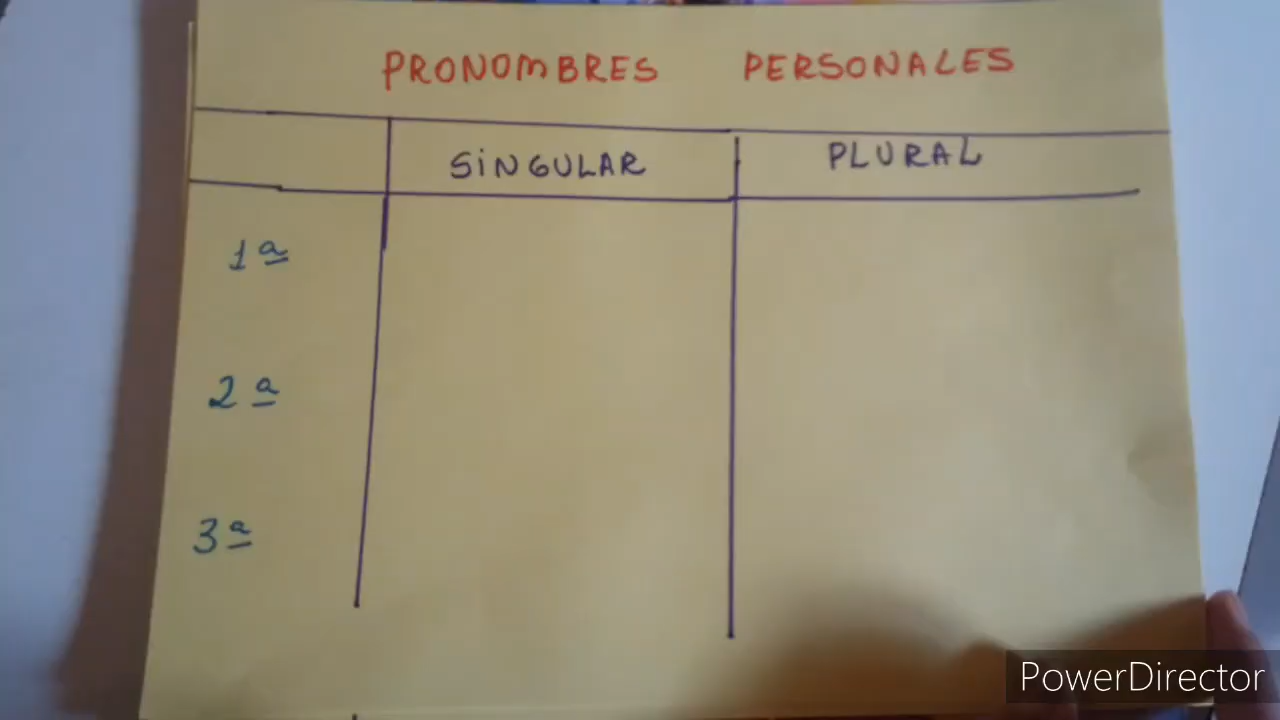 PRONOMBRES PERSONALES
SINGULAR PLURAL
1ª
2ª
3ª
PowerDirector